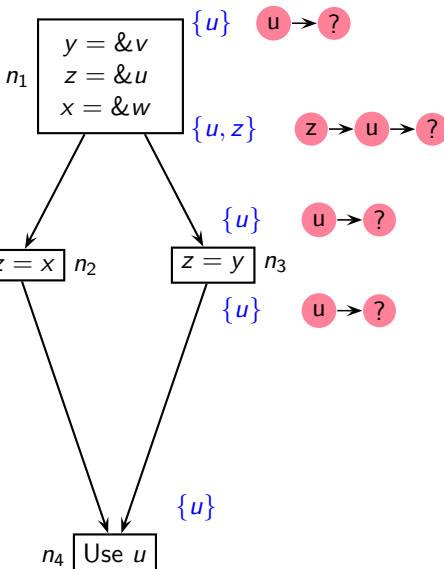 {u} u → ?
y = &v
n1 z = &u
x = &w
{u, z} z → u → ?
{u} u → ?
z = x n2 z = y n3
{u} u → ?
{u}
n4 Use u